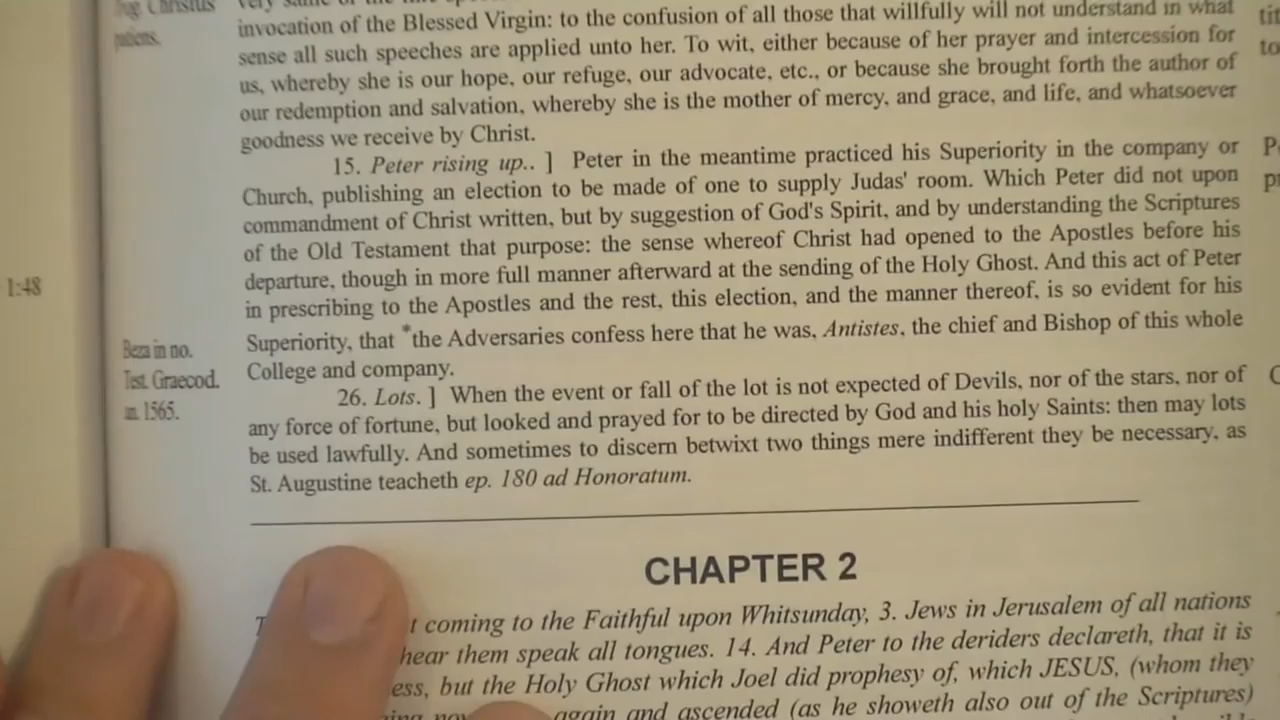 Christus
patiens.
invocation of the Blessed Virgin: to the confusion of all those that willfully will not understand in what
sense all such speeches are applied unto her. To wit, either because of her prayer and intercession for
us, whereby she is our hope, our refuge, our advocate, etc., or because she brought forth the author of
our redemption and salvation, whereby she is the mother of mercy, and grace, and life, and whatsoever
goodness we receive by Christ.
15. Peter rising up.. ] Peter in the meantime practiced his Superiority in the company or
Church, publishing an election to be made of one to supply Judas' room. Which Peter did not upon
commandment of Christ written, but by suggestion of God's Spirit, and by understanding the Scriptures
of the Old Testament that purpose: the sense whereof Christ had opened to the Apostles before his
departure, though in more full manner afterward at the sending of the Holy Ghost. And this act of Peter
in prescribing to the Apostles and the rest, this election, and the manner thereof, is so evident for his
Superiority, that *the Adversaries confess here that he was, Antistes, the chief and Bishop of this whole
College and company.
1:48
Beza in no.
Test. Graecod.
an. 1565.
26. Lots. ] When the event or fall of the lot is not expected of Devils, nor of the stars, nor of
any force of fortune, but looked and prayed for to be directed by God and his holy Saints: then may lots
be used lawfully. And sometimes to discern betwixt two things mere indifferent they be necessary, as
St. Augustine teacheth ep. 180 ad Honoratum.
CHAPTER 2
coming to the Faithful upon Whitsunday, 3. Jews in Jerusalem of all nations
hear them speak all tongues. 14. And Peter to the deriders declareth, that it is
but the Holy Ghost which Joel did prophesy of, which JESUS, (whom they
again and ascended (as he showeth also out of the Scriptures)